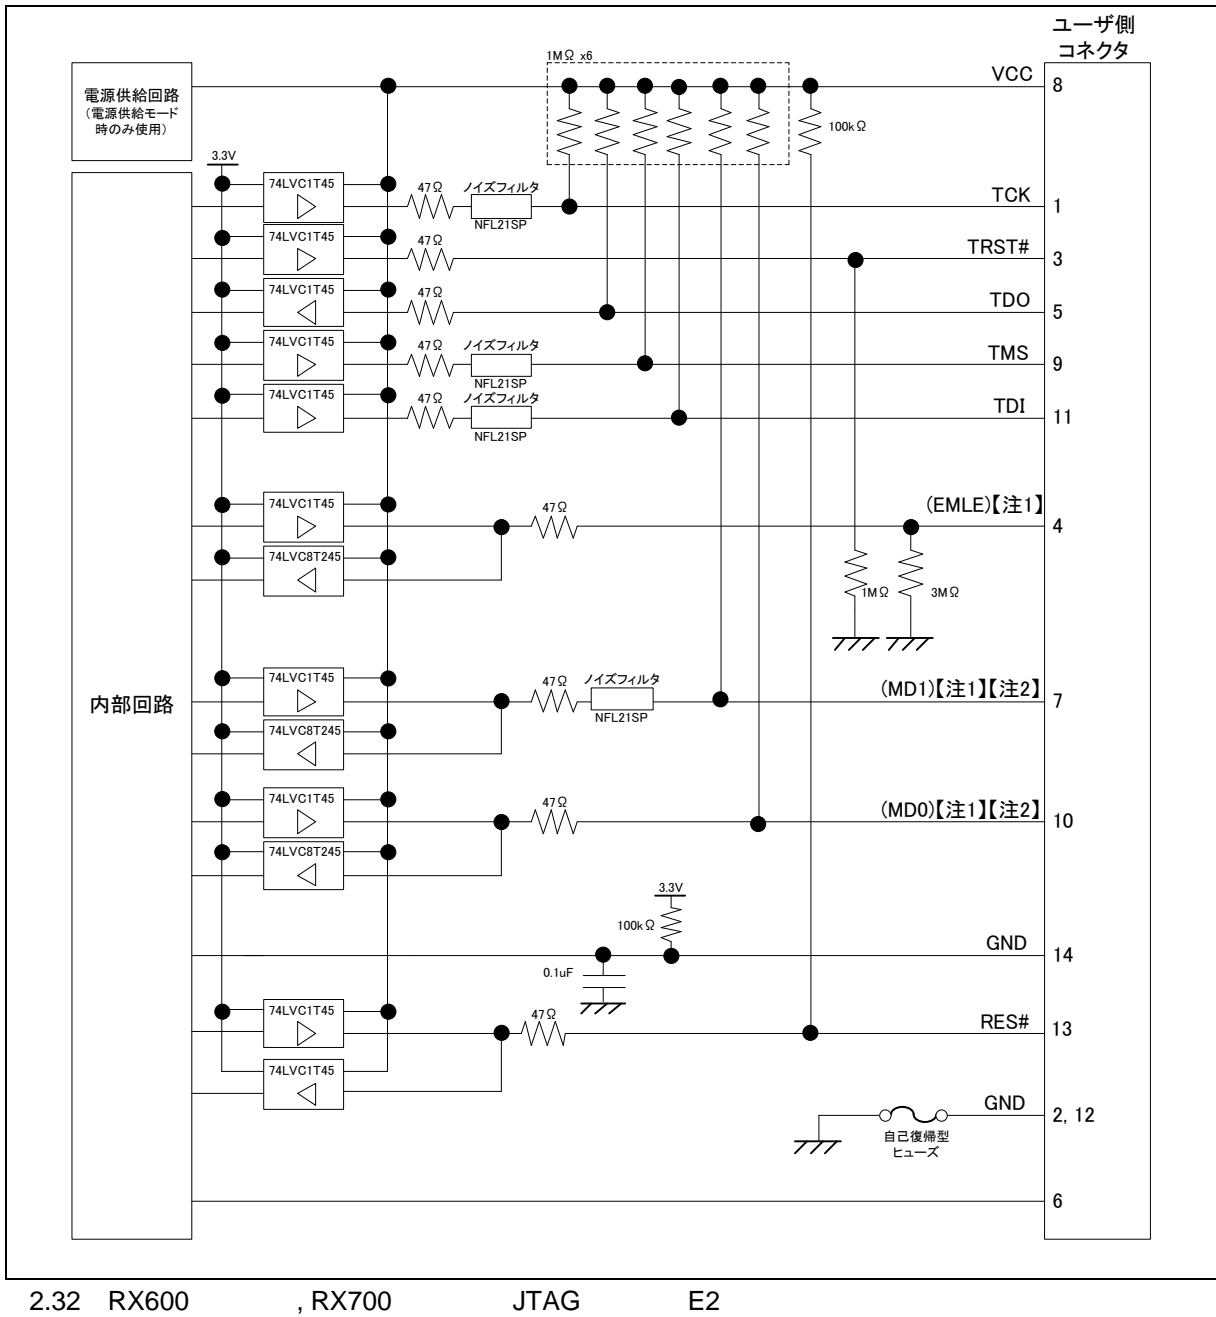 ユーザ側
コネクタ
1MΩ x6
VCC
8
電源供給回路
(電源供給モード
時のみ使用)
100kΩ
3.3V
74LVC1T45
47Ω
ノイズフィルタ
NFL21SP
TCK
1
74LVC1T45
47Ω
TRST#
3
74LVC1T45
47Ω
TDO
5
74LVC1T45
47Ω
ノイズフィルタ
NFL21SP
TMS
9
74LVC1T45
47Ω
ノイズフィルタ
NFL21SP
TDI
11
74LVC1T45
47Ω
(EMLE)【注1】
4
74LVC8T245
1MΩ
3MΩ
内部回路
74LVC1T45
47Ω
ノイズフィルタ
NFL21SP
(MD1)【注1】【注2】
7
74LVC8T245
74LVC1T45
47Ω
(MD0)【注1】【注2】
10
74LVC8T245
3.3V
100kΩ
GND
14
0.1uF
74LVC1T45
47Ω
RES#
13
74LVC1T45
GND
2, 12
自己復帰型
ヒューズ
6
2.32 RX600 , RX700 JTAG E2